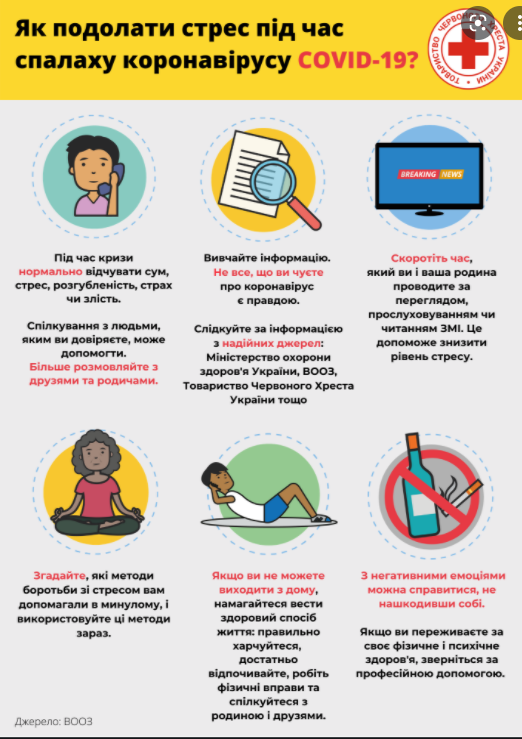 Як подолати стрес під час
спалаху коронавірусу COVID-19?
ТОВАРИСТВО ЧЕРВОНОГО ХРЕСТА УКРАЇНИ
Під час кризи
нормально відчувати сум,
стрес, розгубленість, страх
чи злість.
Спілкування з людьми,
яким ви довіряєте, може
допомогти.
Більше розмовляйте з
друзями та родичами.
Вивчайте інформацію.
Не все, що ви чуєте
про коронавірус
є правдою.
Слідкуйте за інформацією
з надійних джерел:
Міністерство охорони
здоров'я України, ВООЗ,
Товариство Червоного Хреста
України тощо
BREAKING NEWS
Скоротіть час,
який ви і ваша родина
проводите за
переглядом,
прослуховуванням чи
читанням ЗМІ. Це
допоможе знизити
рівень стресу.
Згадайте, які методи
боротьби зі стресом вам
допомагали в минулому, і
використовуйте ці методи
зараз.
Якщо ви не можете
виходити з дому,
намагайтеся вести
здоровий спосіб
життя: правильно
харчуйтеся,
достатньо
відпочивайте, робіть
фізичні вправи та
спілкуйтеся з
родиною і друзями.
З негативними емоціями
можна справитися, не
нашкодивши собі.
Якщо ви переживаєте за
своє фізичне і психічне
здоров'я, зверніться за
професійною допомогою.
Джерело: ВООЗ